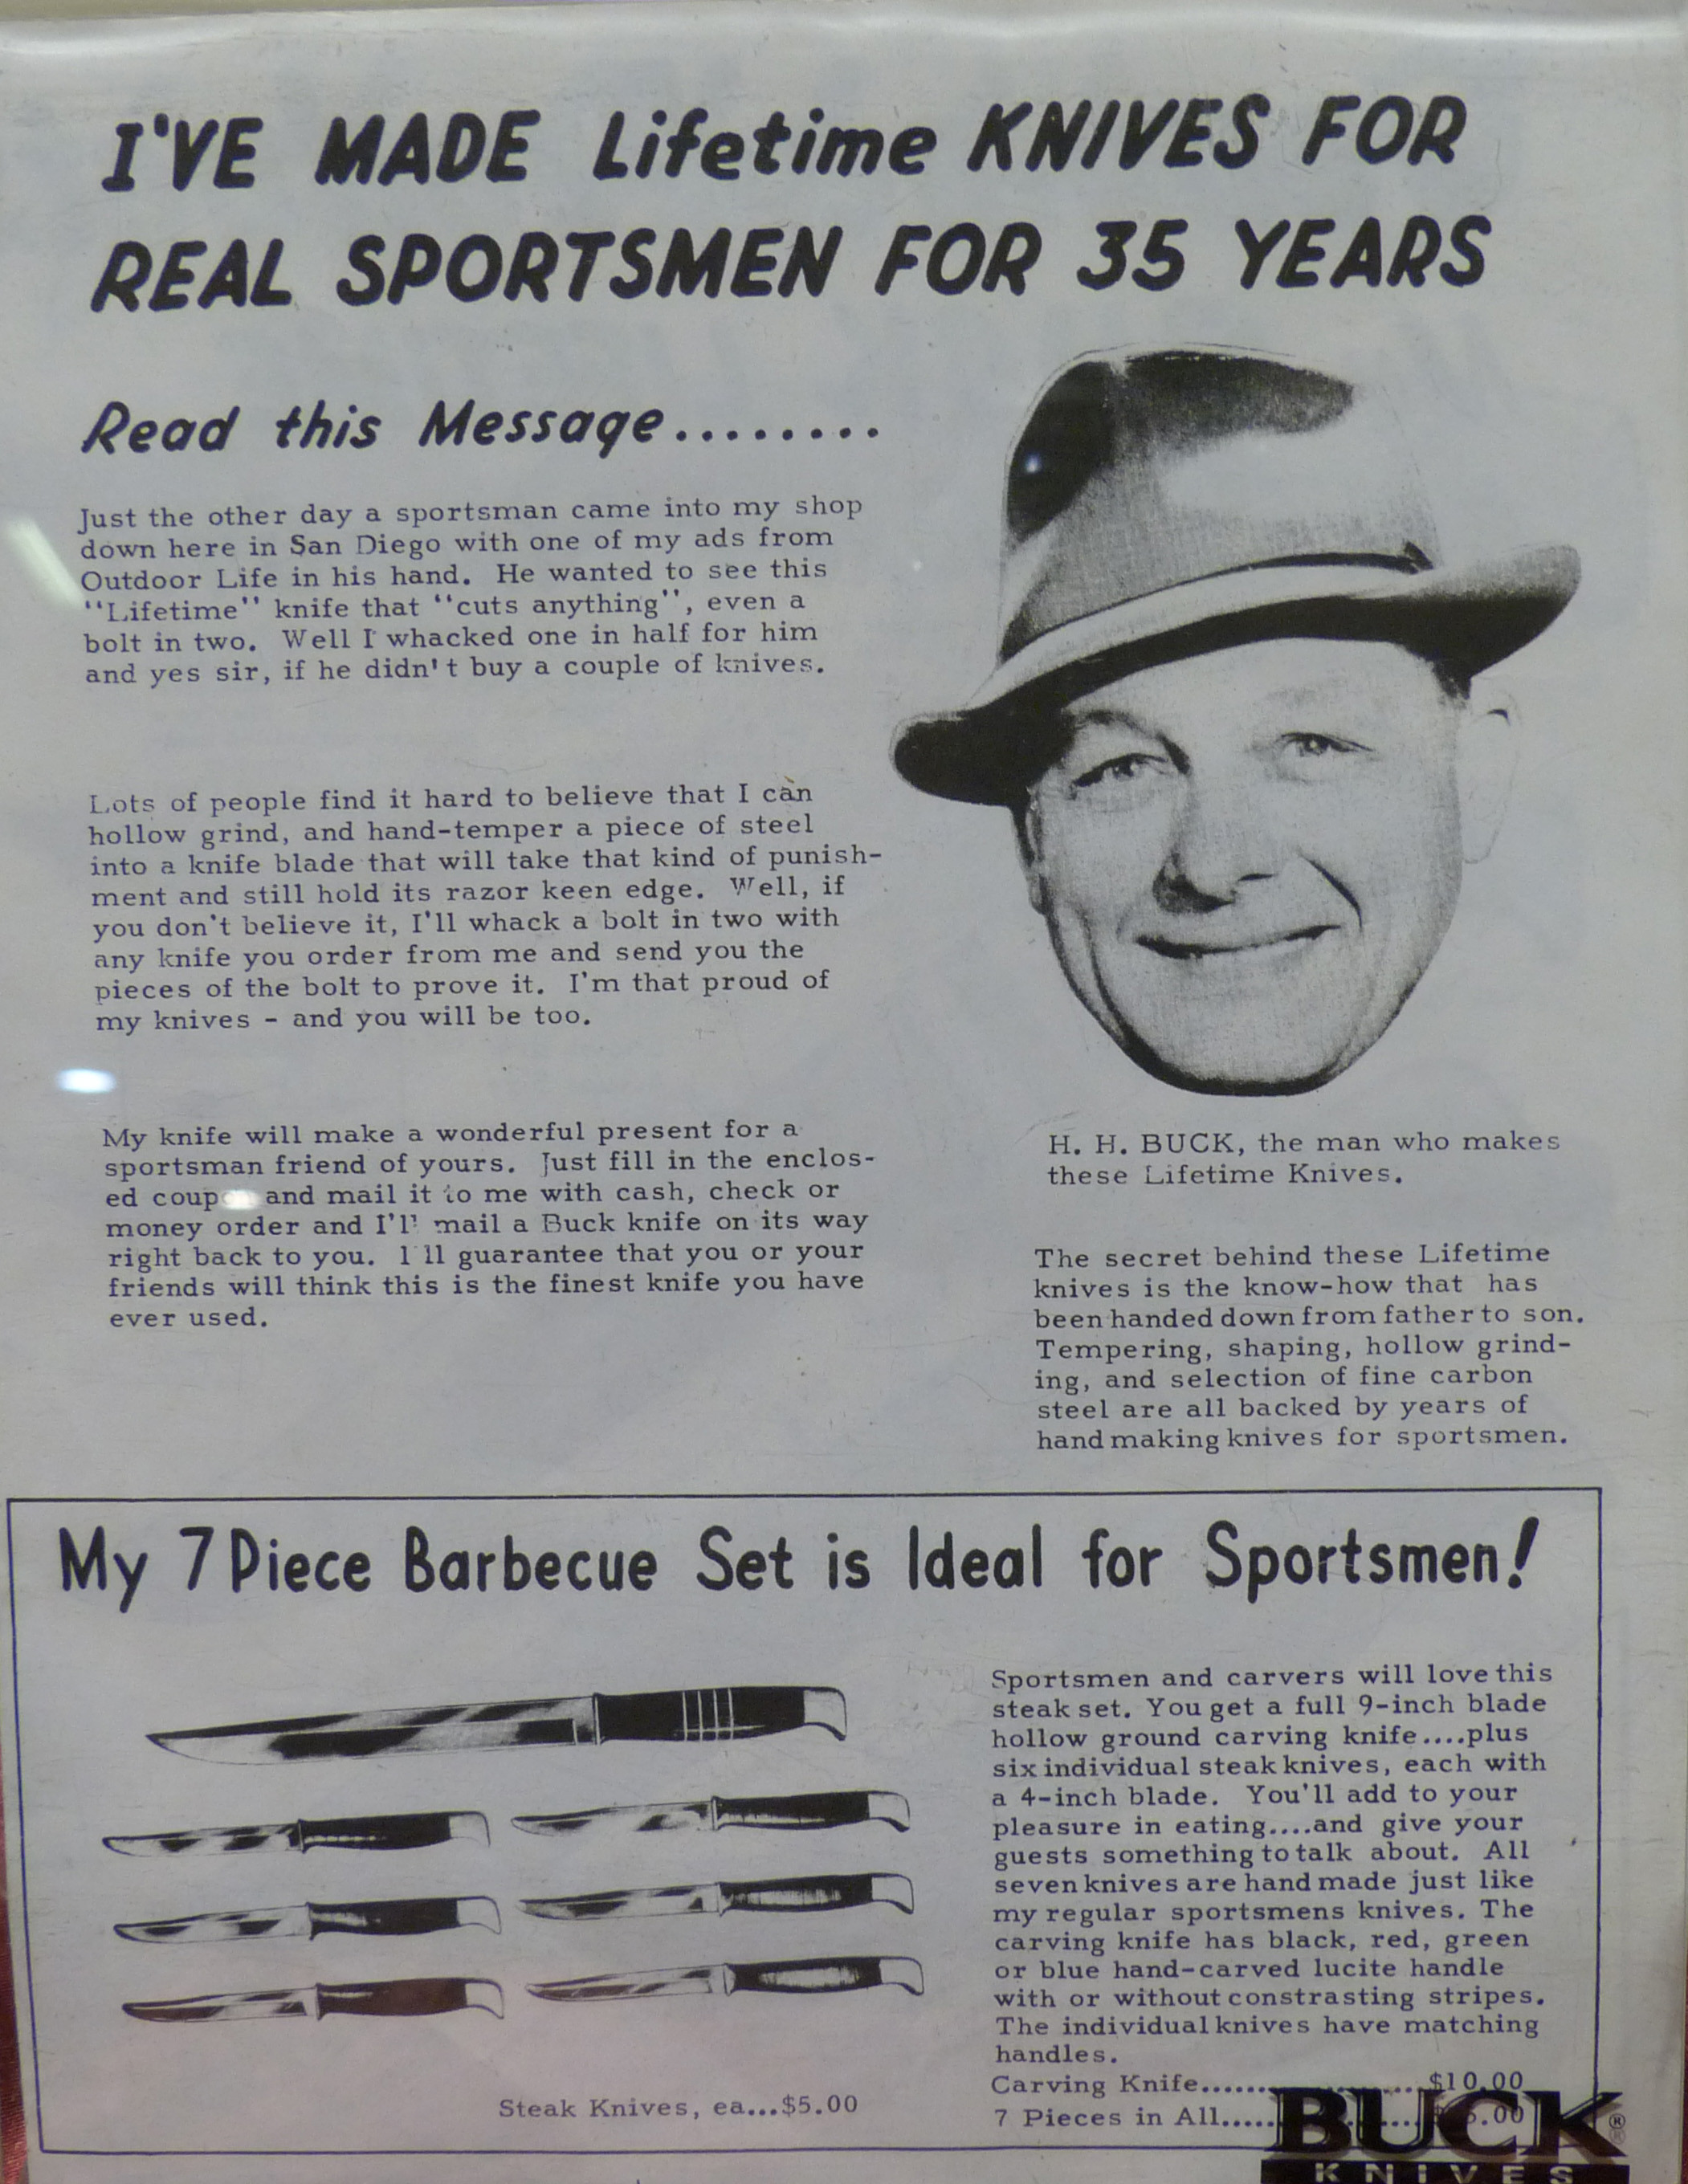 I'VE MADE Lifetime KNIVES FOR
REAL SPORTSMEN FOR 35 YEARS
Read this Message........
Just the other day a sportsman came into my shop
down here in San Diego with one of my ads from
Outdoor Life in his hand. He wanted to see this
"Lifetime" knife that "cuts anything", even a
bolt in two. Well I whacked one in half for him
and yes sir, if he didn't buy a couple of knives.
Lots of people find it hard to believe that I can
hollow grind, and hand-temper a piece of steel
into a knife blade that will take that kind of punish-
ment and still hold its razor keen edge. Well, if
you don't believe it, I'll whack a bolt in two with
any knife you order from me and send you the
pieces of the bolt to prove it. I'm that proud of
my knives - and you will be too.
My knife will make a wonderful present for a
sportsman friend of yours. Just fill in the enclos-
ed and mail it to me with cash, check or
money order and I'll mail a Buck knife on its way
right back to you. I'll guarantee that you or your
friends will think this is the finest knife you have
ever used.
H. H. BUCK, the man who makes
these Lifetime Knives.
The secret behind these Lifetime
knives is the know-how that has
been handed down from father to son.
Tempering, shaping, hollow grind-
ing, and selection of fine carbon
steel are all backed by years of
hand making knives for sportsmen.
My 7 Piece Barbecue Set is Ideal for Sportsmen!
Sportsmen and carvers will love this
steak set. You get a full 9-inch blade
hollow ground carving knife....plus
six individual steak knives, each with
a 4-inch blade. You'll add to your
pleasure in eating....and give your
guests something to talk about. All
seven knives are hand made just like
my regular sportsmens knives. The
carving knife has black, red, green
or blue hand-carved lucite handle
with or without constrasting stripes.
The individual knives have matching
handles.
Carving Knife....................$10.00
7 Pieces in All..................
Steak Knives, ea...$5.00
BUCK®
KNIVES